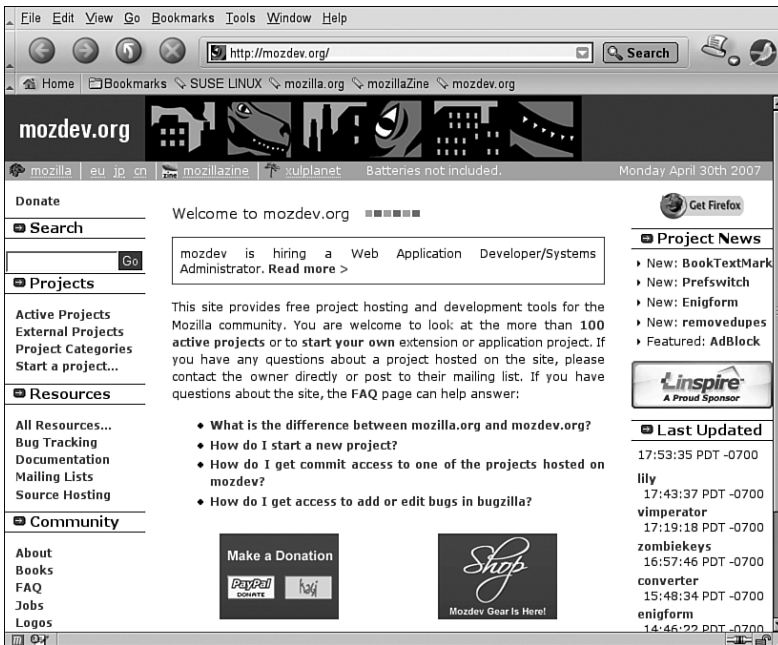 File Edit View Go Bookmarks Tools Window Help
http://mozdev.org/
Search
Home Bookmarks SUSE LINUX mozilla.org mozillaZine mozdev.org
mozdev.org
mozilla eu jp cn zine mozillazine xulplanet Batteries not included. Monday April 30th 2007
Donate
Search
Go
Projects
Active Projects
External Projects
Project Categories
Start a project...
Resources
All Resources...
Bug Tracking
Documentation
Mailing Lists
Source Hosting
Community
About
Books
FAQ
Jobs
Logos
Welcome to mozdev.org
mozdev is hiring a Web Application Developer/Systems
Administrator. Read more >
This site provides free project hosting and development tools for the
Mozilla community. You are welcome to look at the more than 100
active projects or to start your own extension or application project. If
you have any questions about a project hosted on the site, please
contact the owner directly or post to their mailing list. If you have
questions about the site, the FAQ page can help answer:
What is the difference between mozilla.org and mozdev.org?
How do I start a new project?
How do I get commit access to one of the projects hosted on
mozdev?
How do I get access to add or edit bugs in bugzilla?
Make a Donation
PayPal
DONATE
kagi
Shop
Mozdev Gear Is Here!
Get Firefox
Project News
New: BookTextMark
New: Prefswitch
New: Enigform
New: removedupes
Featured: AdBlock
Linspire
A Proud Sponsor
Last Updated
17:53:35 PDT -0700
lily
17:43:37 PDT -0700
vimperator
17:19:18 PDT -0700
zombiekeys
16:57:46 PDT -0700
converter
15:48:34 PDT -0700
enigform
14:46:22 PDT -0700